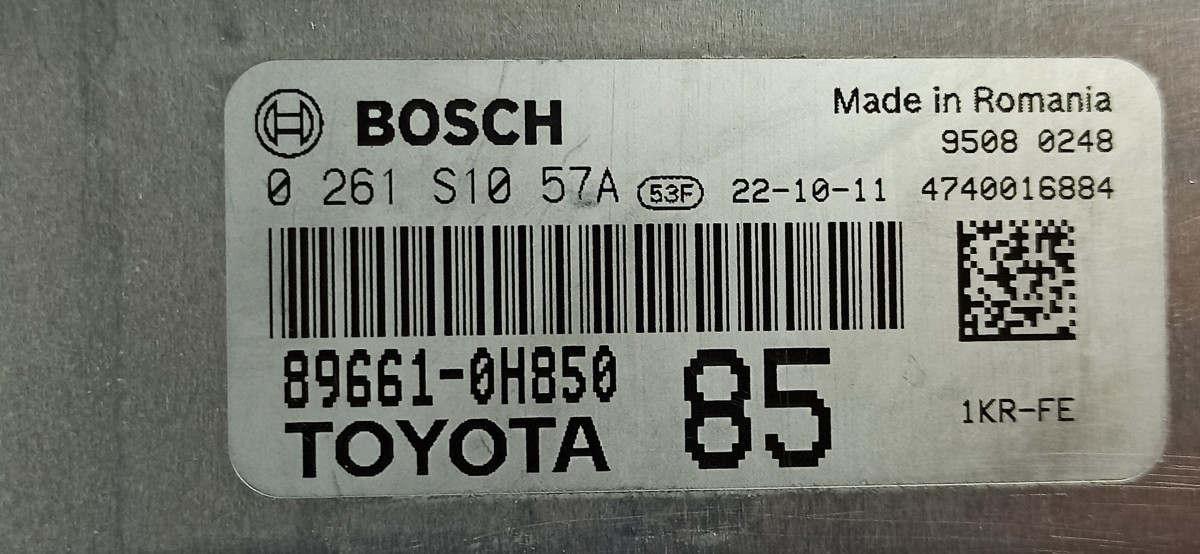 BOSCH
Made in Romania
9508 0248
0 261 S10 57A 53F 22-10-11 4740016884
89661-0H850 85
TOYOTA
1KR-FE